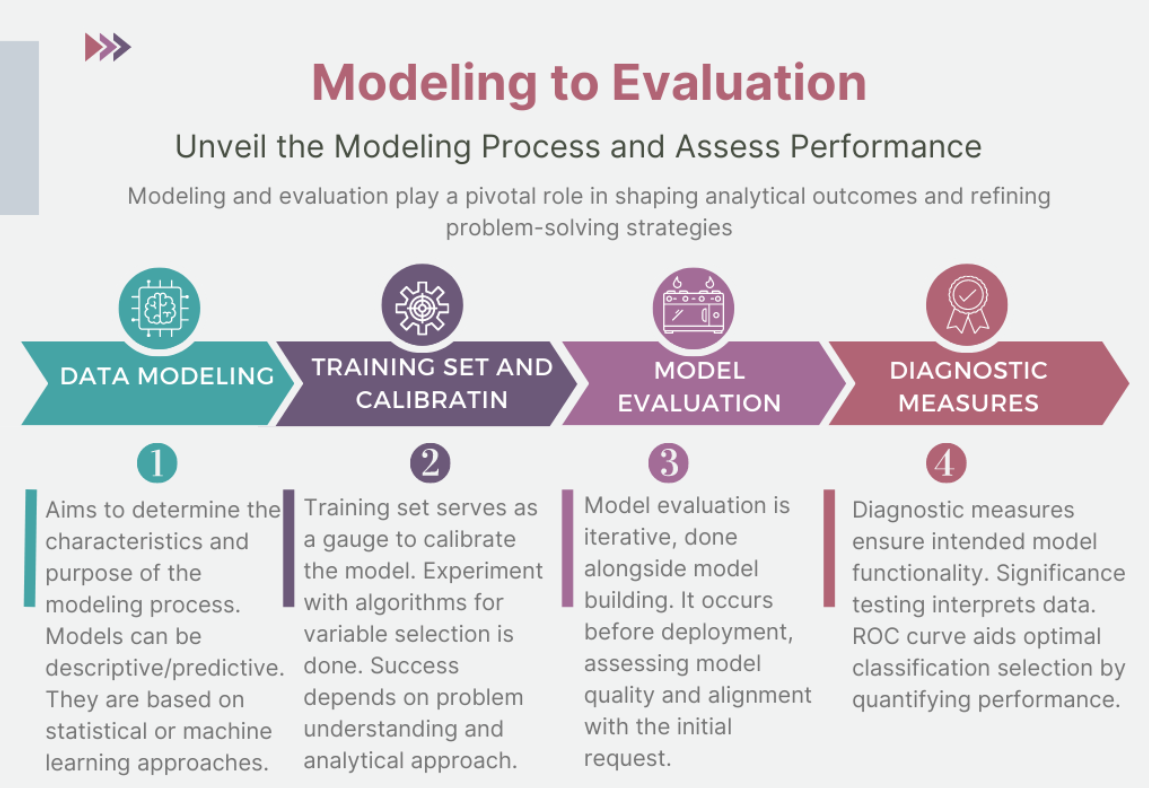 Modeling to Evaluation
Unveil the Modeling Process and Assess Performance
Modeling and evaluation play a pivotal role in shaping analytical outcomes and refining
problem-solving strategies
DATA MODELING
1
Aims to determine the
characteristics and
purpose of the
modeling process.
Models can be
descriptive/predictive.
They are based on
statistical or machine
learning approaches.
TRAINING SET AND
CALIBRATIN
2
Training set serves as
a gauge to calibrate
the model. Experiment
with algorithms for
variable selection is
done. Success
depends on problem
understanding and
analytical approach.
MODEL
EVALUATION
3
Model evaluation is
iterative, done
alongside model
building. It occurs
before deployment,
assessing model
quality and alignment
with the initial
request.
DIAGNOSTIC
MEASURES
4
Diagnostic measures
ensure intended model
functionality. Significance
testing interprets data.
ROC curve aids optimal
classification selection by
quantifying performance.